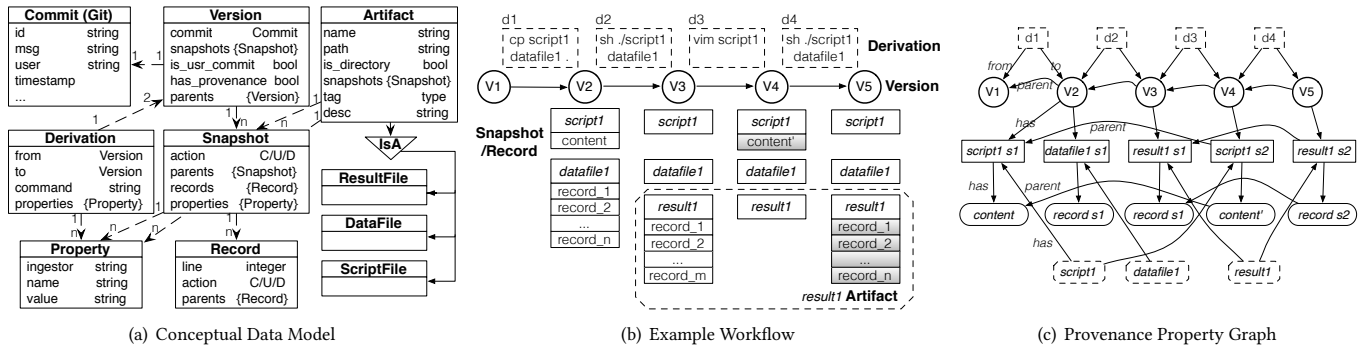 Commit (Git)
id string
msg string
user string
timestamp
...
Version
commit Commit
snapshots {Snapshot}
is_usr_commit bool
has_provenance bool
parents {Version}
Artifact
name string
path string
is_directory bool
snapshots {Snapshot}
tag type
desc string
1
1
2
1
1
n
1
n
1
n
Derivation
from Version
to Version
command string
properties {Property}
Snapshot
action C/U/D
parents {Snapshot}
records {Record}
properties {Property}
IsA
ResultFile
DataFile
ScriptFile
1
n
1
n
1
n
Property
ingestor string
name string
value string
Record
line integer
action C/U/D
parents {Record}
(a) Conceptual Data Model
d1
d2
d3
d4
cp script1
datafile1 .
sh ./script1
datafile1
vim script1
sh ./script1
datafile1
Derivation
V1
V2
V3
V4
V5
Version
Snapshot
/Record
script1
content
script1
script1
content'
script1
datafile1
record_1
record_2
...
record_n
datafile1
datafile1
datafile1
result1
record_1
record_2
...
record_m
result1
result1
record_1
record_2
...
record_n
result1 Artifact
(b) Example Workflow
d1
d2
d3
d4
from
to
V1
parent
V2
V3
V4
V5
has
parent
script1 s1
datafile1 s1
result1 s1
script1 s2
result1 s2
has
parent
content
record s1
record s1
content'
record s2
has
script1
datafile1
result1
(c) Provenance Property Graph